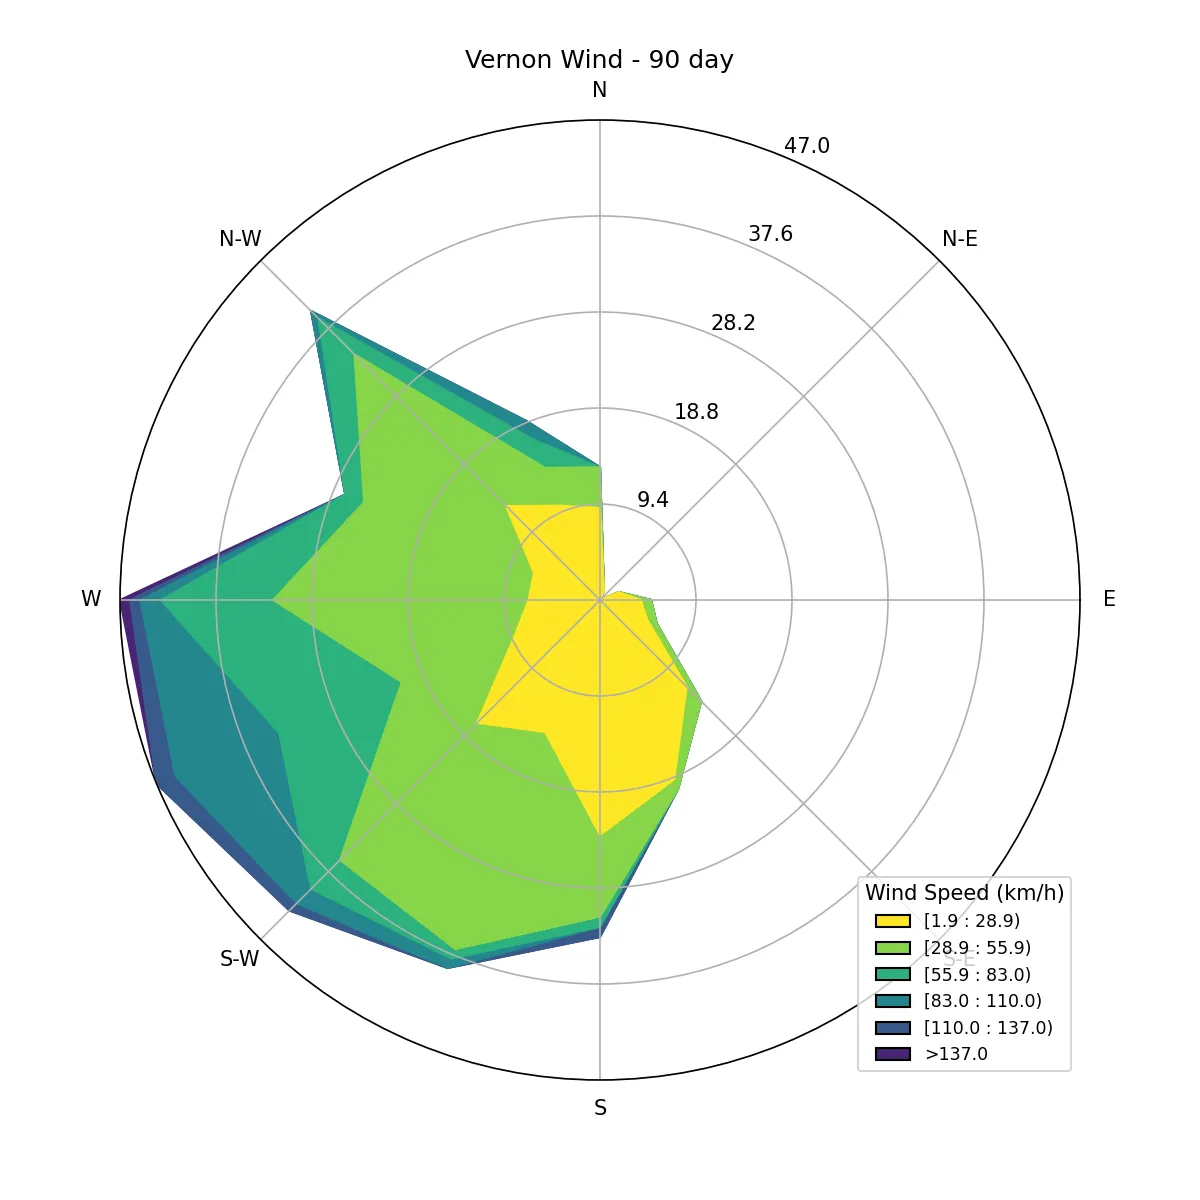 Vernon Wind - 90 day
N
47.0
37.6
N-W
N-E
28.2
18.8
9.4
W
E
Wind Speed (km/h)
[1.9 : 28.9)
[28.9 : 55.9)
S-W
S-E
[55.9 : 83.0)
[83.0 : 110.0)
[110.0 : 137.0)
>137.0
S